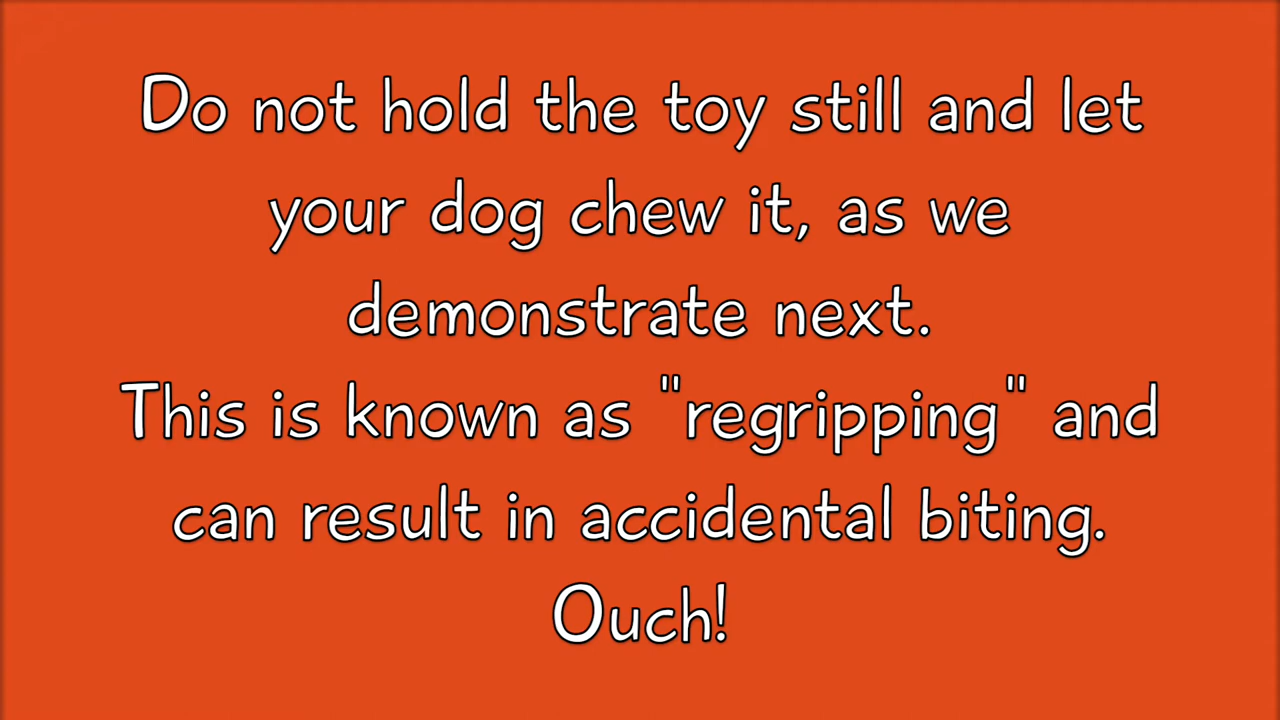 Do not hold the toy still and let
your dog chew it, as we
demonstrate next.
This is known as "regripping" and
can result in accidental biting.
Ouch!